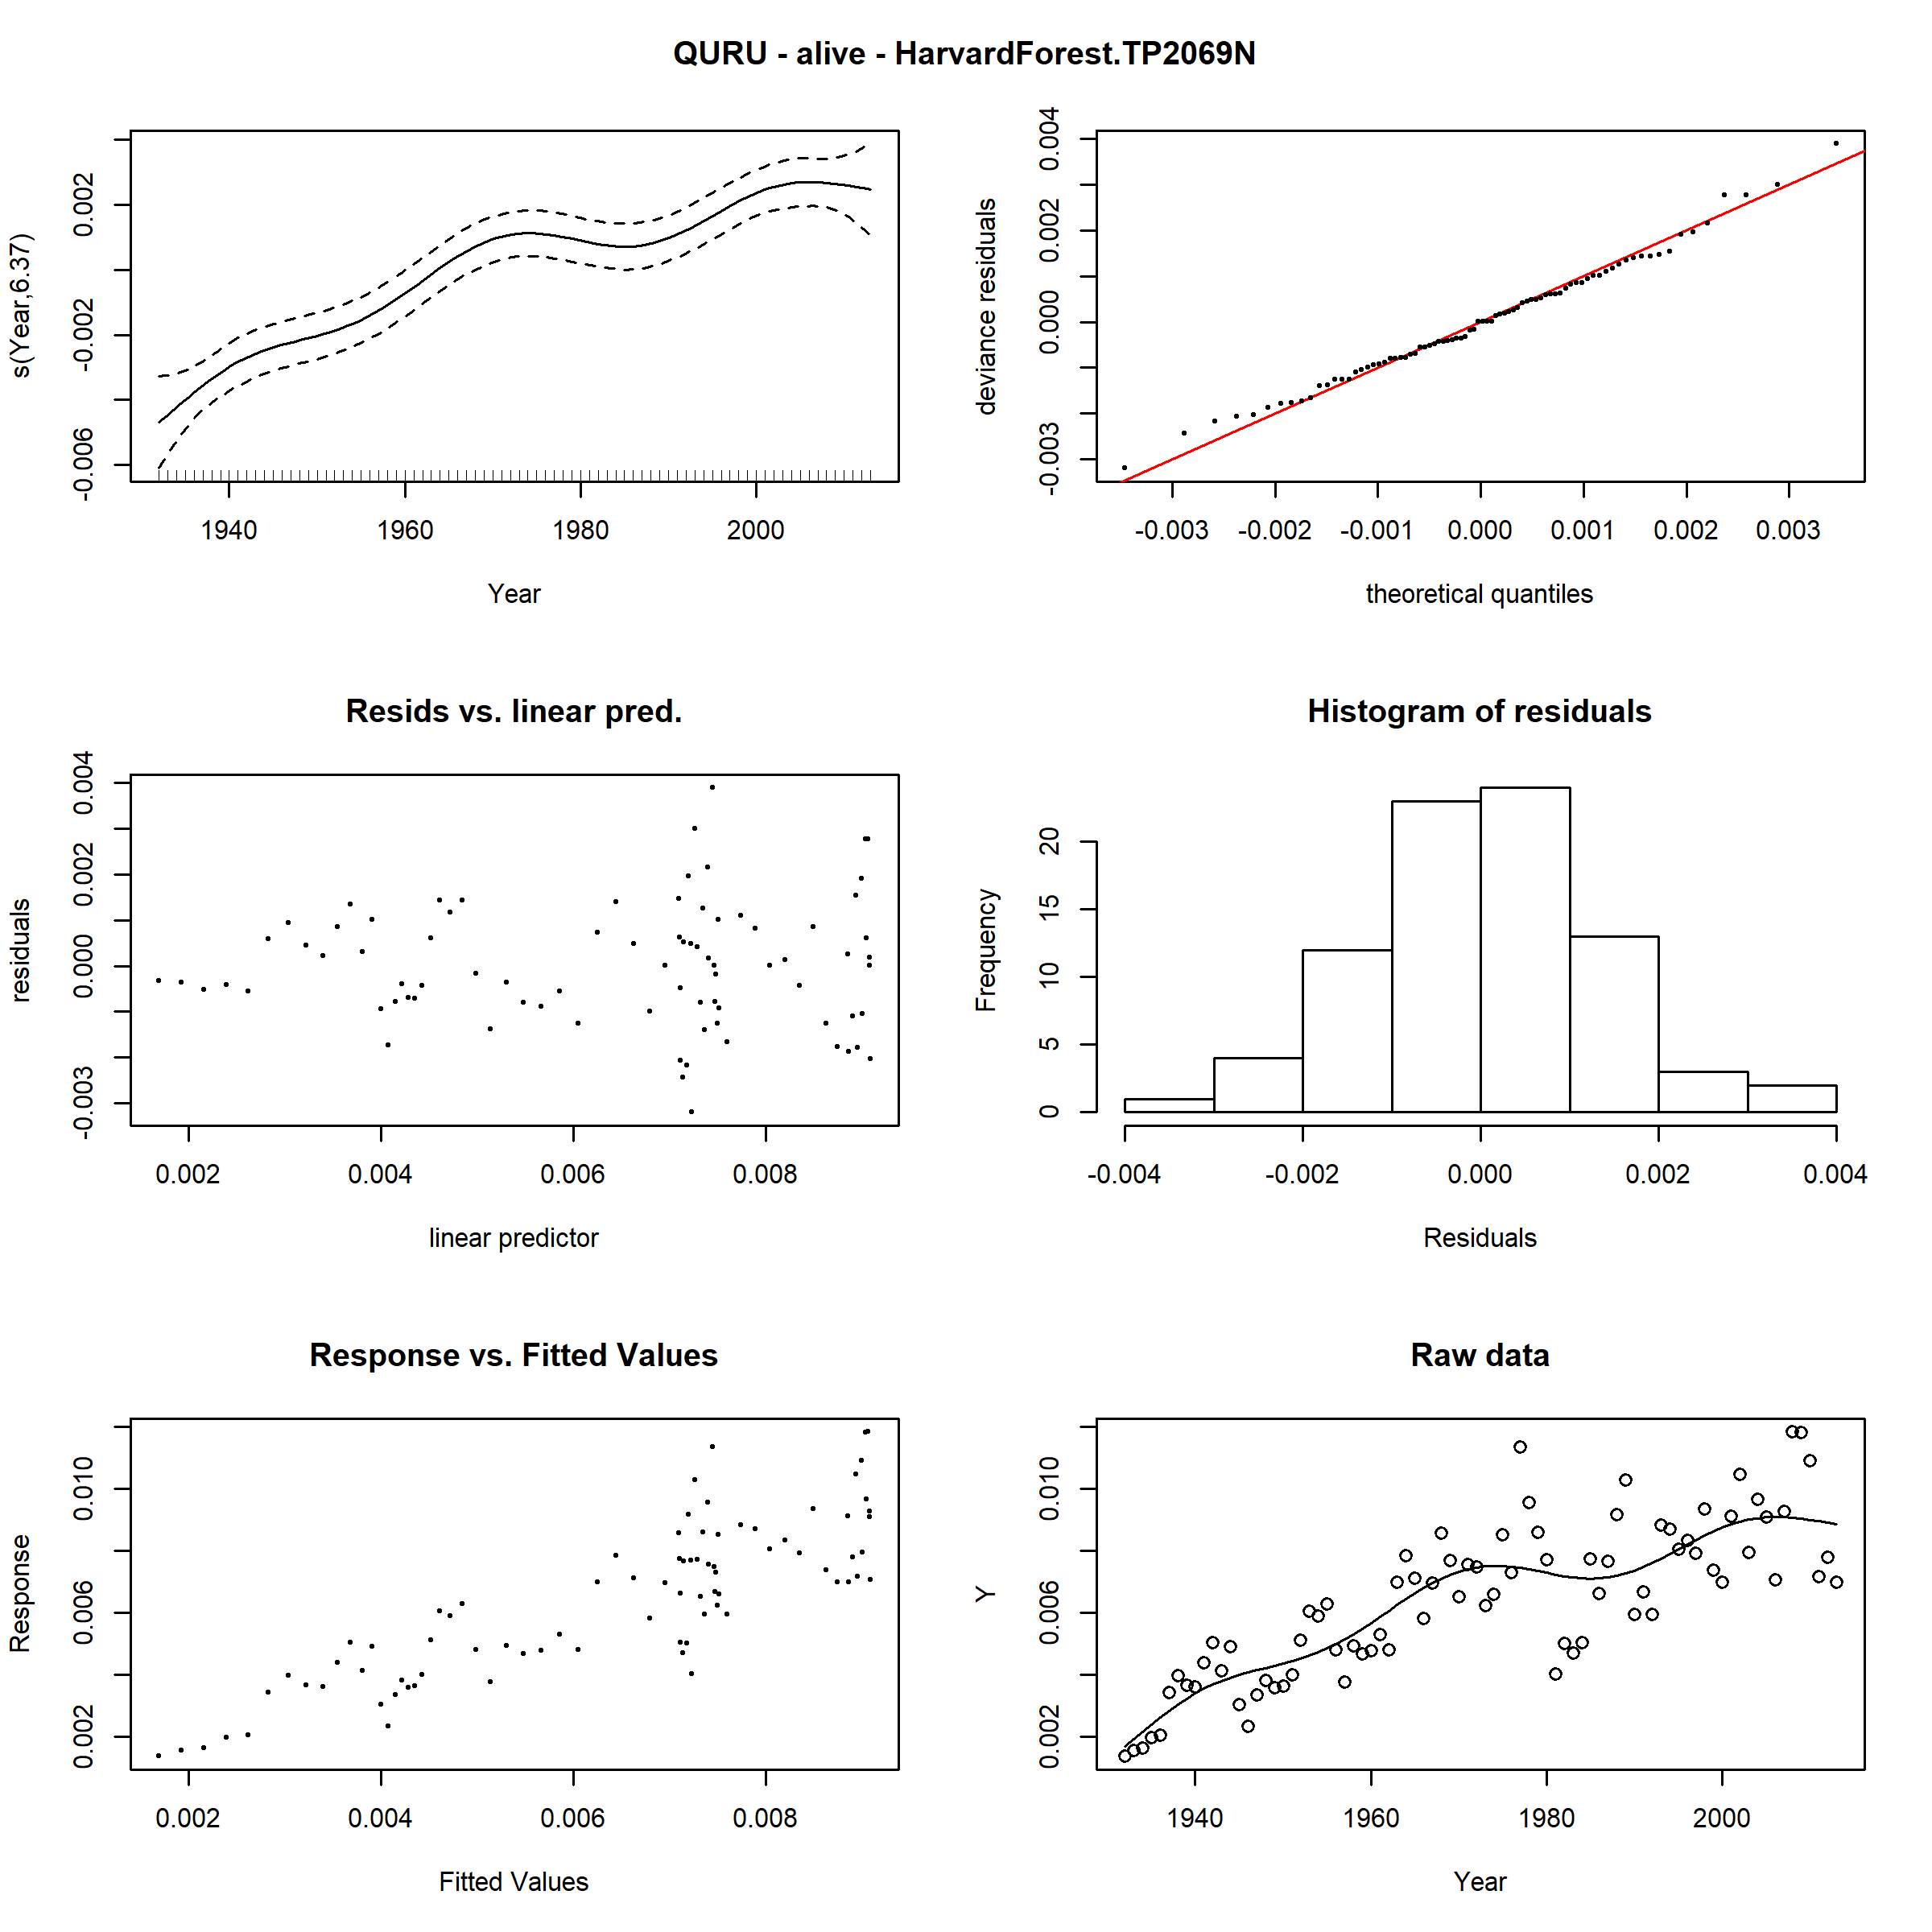 QURU - alive - HarvardForest.TP2069N
s(Year,6.37)
-0.006 -0.002 0.002
1940 1960 1980 2000
Year
deviance residuals
-0.003 0.000 0.002 0.004
-0.003 -0.002 -0.001 0.000 0.001 0.002 0.003
theoretical quantiles
Resids vs. linear pred.
residuals
-0.003 0.000 0.002 0.004
0.002 0.004 0.006 0.008
linear predictor
Histogram of residuals
Frequency
0 5 10 15 20
-0.004 -0.002 0.000 0.002 0.004
Residuals
Response vs. Fitted Values
Response
0.002 0.006 0.010
0.002 0.004 0.006 0.008
Fitted Values
Raw data
Y
0.002 0.006 0.010
1940 1960 1980 2000
Year